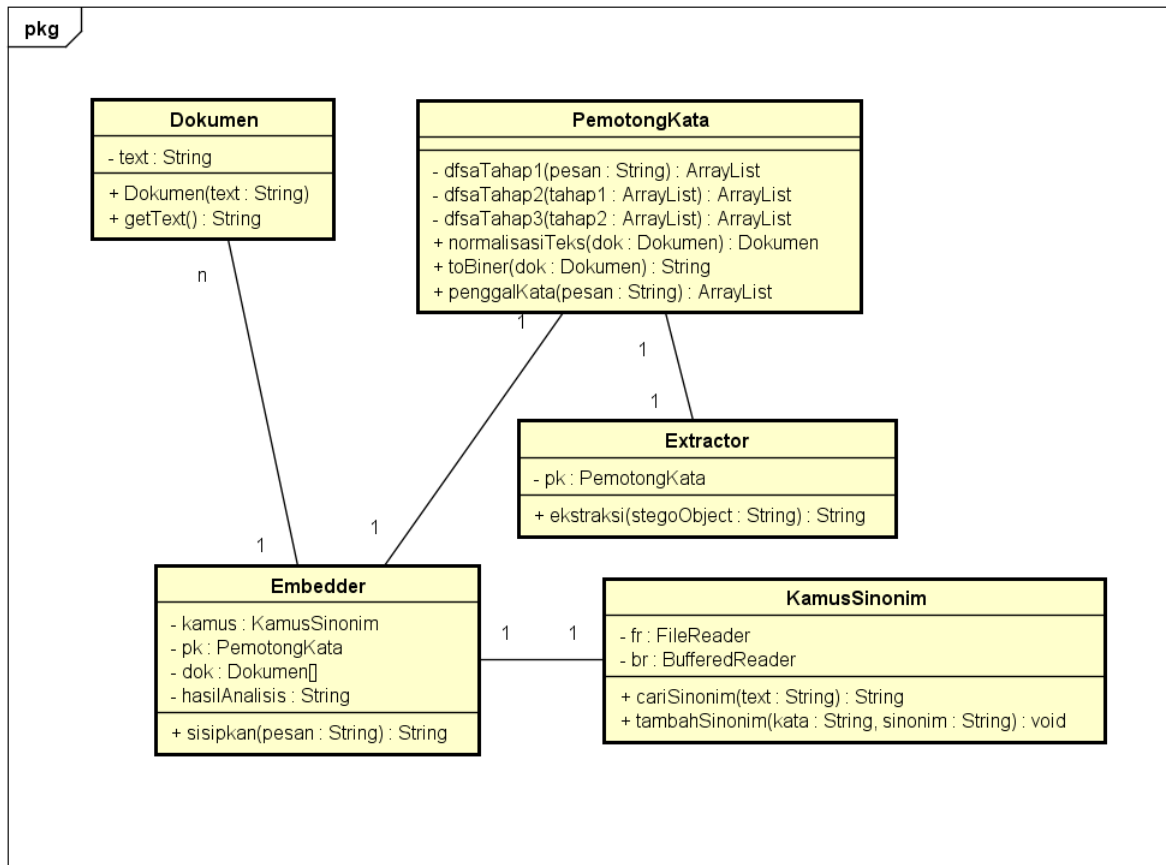 pkg
Dokumen
- text : String
+ Dokumen(text : String)
+ getText() : String
PemotongKata
- dfsaTahap1(pesan : String) : ArrayList
- dfsaTahap2(tahap1 : ArrayList) : ArrayList
- dfsaTahap3(tahap2 : ArrayList) : ArrayList
+ normalisasiTeks(dok : Dokumen) : Dokumen
+ toBiner(dok : Dokumen) : String
+ penggalKata(pesan : String) : ArrayList
n
1
1
1
Extractor
- pk : PemotongKata
+ ekstraksi(stegoObject : String) : String
1
1
Embedder
- kamus : KamusSinonim
- pk : PemotongKata
- dok : Dokumen[]
- hasilAnalisis : String
+ sisipkan(pesan : String) : String
1
1
KamusSinonim
- fr : FileReader
- br : BufferedReader
+ cariSinonim(text : String) : String
+ tambahSinonim(kata : String, sinonim : String) : void